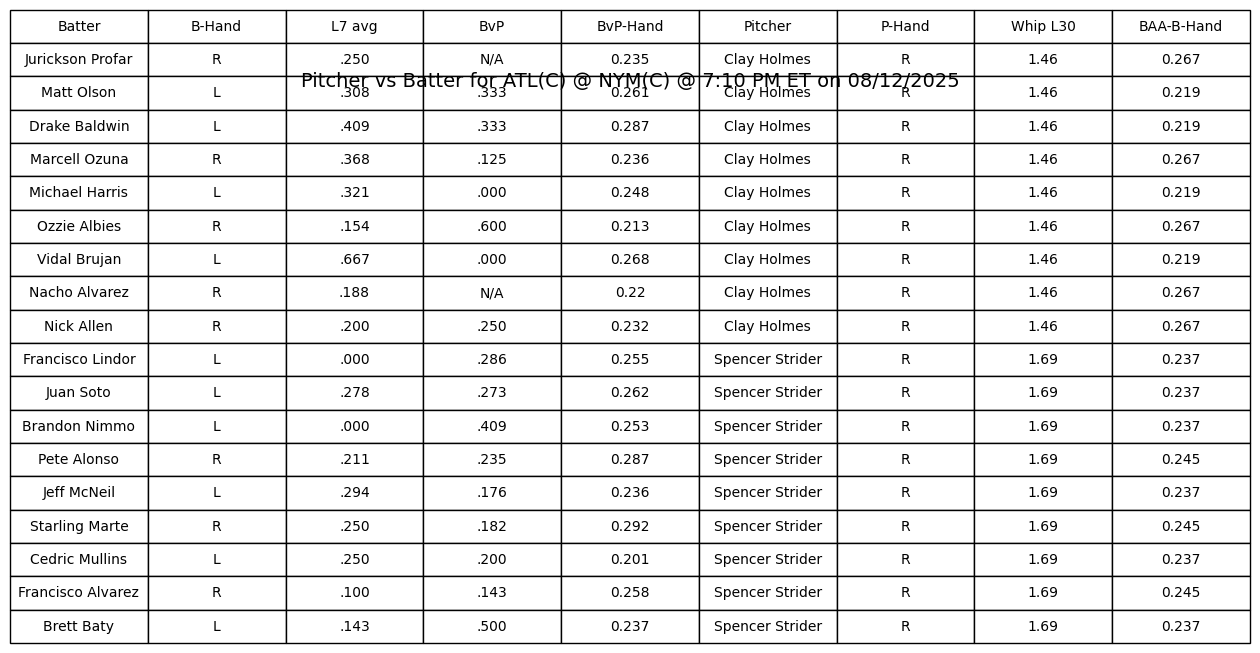 Batter B-Hand L7 avg BvP BvP-Hand Pitcher P-Hand Whip L30 BAA-B-Hand
Jurickson Profar R .250 N/A 0.235 Clay Holmes R 1.46 0.267
Pitcher vs Batter for ATL(C) @ NYM(C) @ 7:10 PM ET on 08/12/2025
Matt Olson L .308 .333 0.261 Clay Holmes R 1.46 0.219
Drake Baldwin L .409 .333 0.287 Clay Holmes R 1.46 0.219
Marcell Ozuna R .368 .125 0.236 Clay Holmes R 1.46 0.267
Michael Harris L .321 .000 0.248 Clay Holmes R 1.46 0.219
Ozzie Albies R .154 .600 0.213 Clay Holmes R 1.46 0.267
Vidal Brujan L .667 .000 0.268 Clay Holmes R 1.46 0.219
Nacho Alvarez R .188 N/A 0.22 Clay Holmes R 1.46 0.267
Nick Allen R .200 .250 0.232 Clay Holmes R 1.46 0.267
Francisco Lindor L .000 .286 0.255 Spencer Strider R 1.69 0.237
Juan Soto L .278 .273 0.262 Spencer Strider R 1.69 0.237
Brandon Nimmo L .000 .409 0.253 Spencer Strider R 1.69 0.237
Pete Alonso R .211 .235 0.287 Spencer Strider R 1.69 0.245
Jeff McNeil L .294 .176 0.236 Spencer Strider R 1.69 0.237
Starling Marte R .250 .182 0.292 Spencer Strider R 1.69 0.245
Cedric Mullins L .250 .200 0.201 Spencer Strider R 1.69 0.237
Francisco Alvarez R .100 .143 0.258 Spencer Strider R 1.69 0.245
Brett Baty L .143 .500 0.237 Spencer Strider R 1.69 0.237